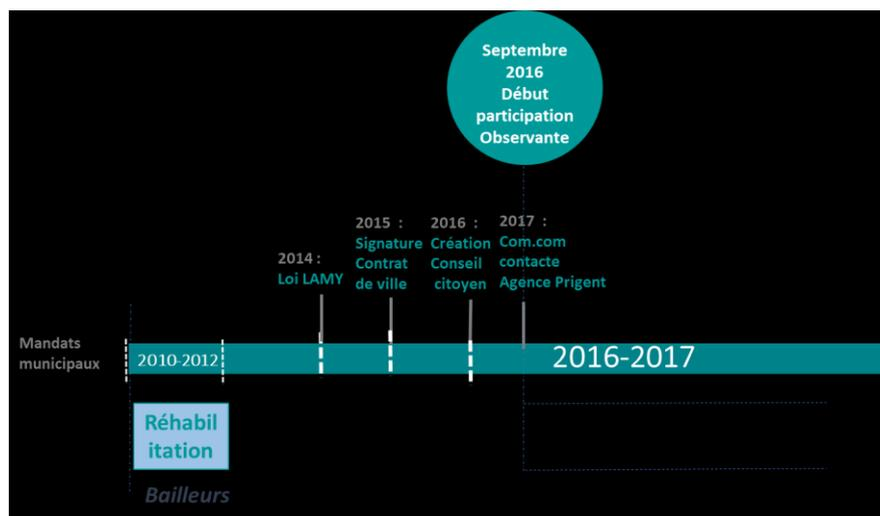 Septembre
2016
Début
participation
Observante
2014 :
Loi LAMY
2015 :
Signature
Contrat
de ville
2016 :
Création
Conseil
citoyen
2017 :
Com.com
contacte
Agence Prigent
Mandats
municipaux
2010-2012
2016-2017
Réhabil
itation
Bailleurs